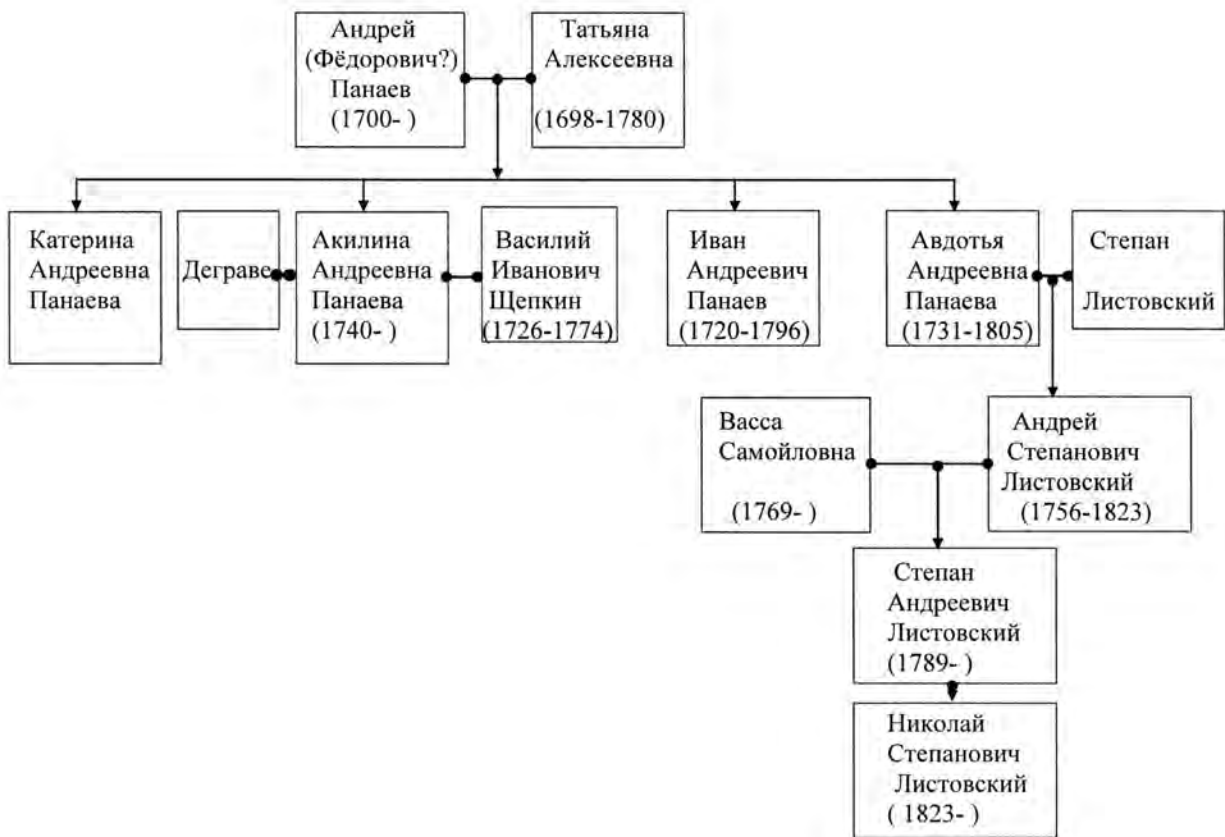 Андрей
(Фёдорович?)
Панаев
(1700- )
Татьяна
Алексеевна
(1698-1780)
Катерина
Андреевна
Панаева
Деграве
Акилина
Андреевна
Панаева
(1740- )
Василий
Иванович
Щепкин
(1726-1774)
Иван
Андреевич
Панаев
(1720-1796)
Авдотья
Андреевна
Панаева
(1731-1805)
Степан
Листовский
Васса
Самойловна
(1769- )
Андрей
Степанович
Листовский
(1756-1823)
Степан
Андреевич
Листовский
(1789- )
Николай
Степанович
Листовский
( 1823- )